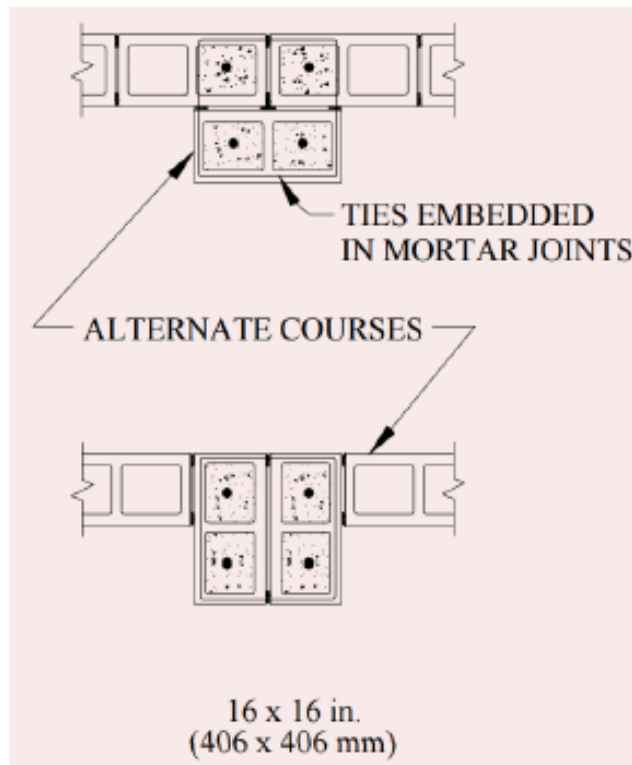 TIES EMBEDDED
IN MORTAR JOINTS
ALTERNATE COURSES
16 x 16 in.
(406 x 406 mm)